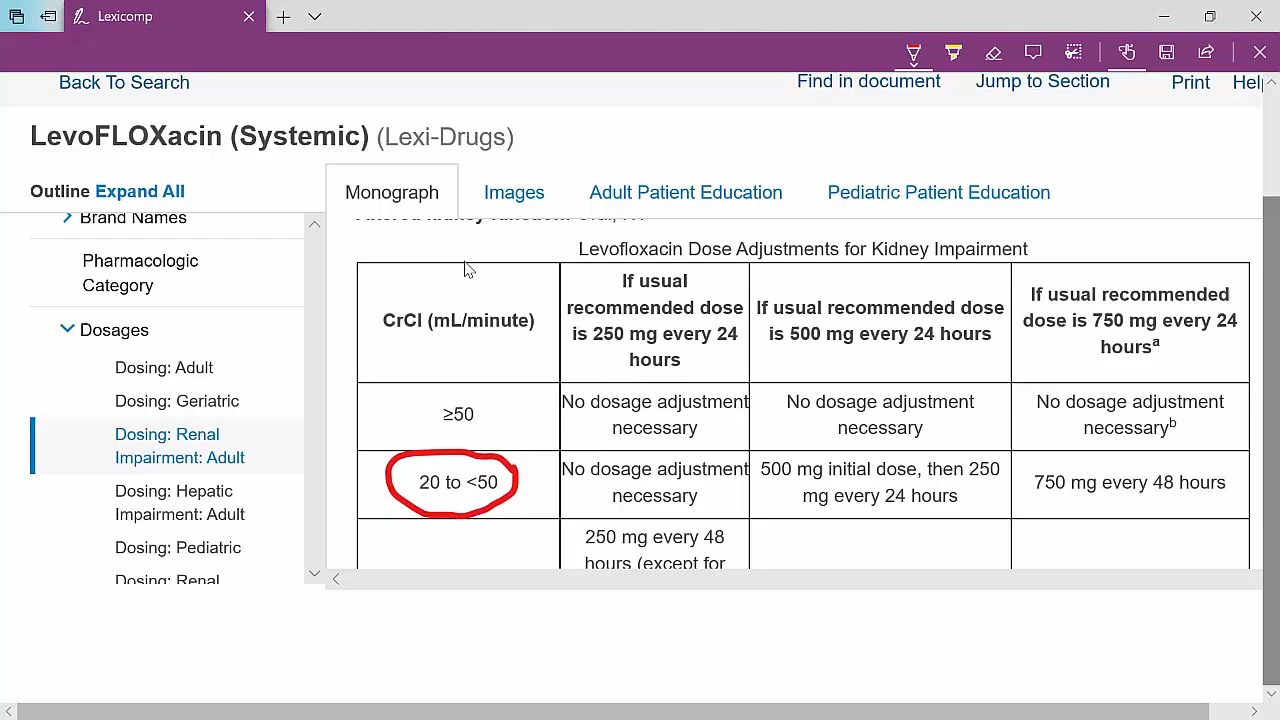 Lexicomp
Back To Search
Find in document
Jump to Section
Print
LevoFLOXacin (Systemic) (Lexi-Drugs)
Outline Expand All
Monograph
Images
Adult Patient Education
Pediatric Patient Education
Brand Names
Pharmacologic
Category
Dosages
Dosing: Adult
Dosing: Geriatric
Dosing: Renal
Impairment: Adult
Dosing: Hepatic
Impairment: Adult
Dosing: Pediatric
Dosing: Renal
Levofloxacin Dose Adjustments for Kidney Impairment
CrCl (mL/minute)
If usual
recommended dose
is 250 mg every 24
hours
If usual recommended dose
is 500 mg every 24 hours
If usual recommended
dose is 750 mg every 24
hoursᵃ
≥50
No dosage adjustment
necessary
No dosage adjustment
necessary
No dosage adjustment
necessaryᵇ
20 to <50
No dosage adjustment
necessary
500 mg initial dose, then 250
mg every 24 hours
750 mg every 48 hours
250 mg every 48
hours (except for